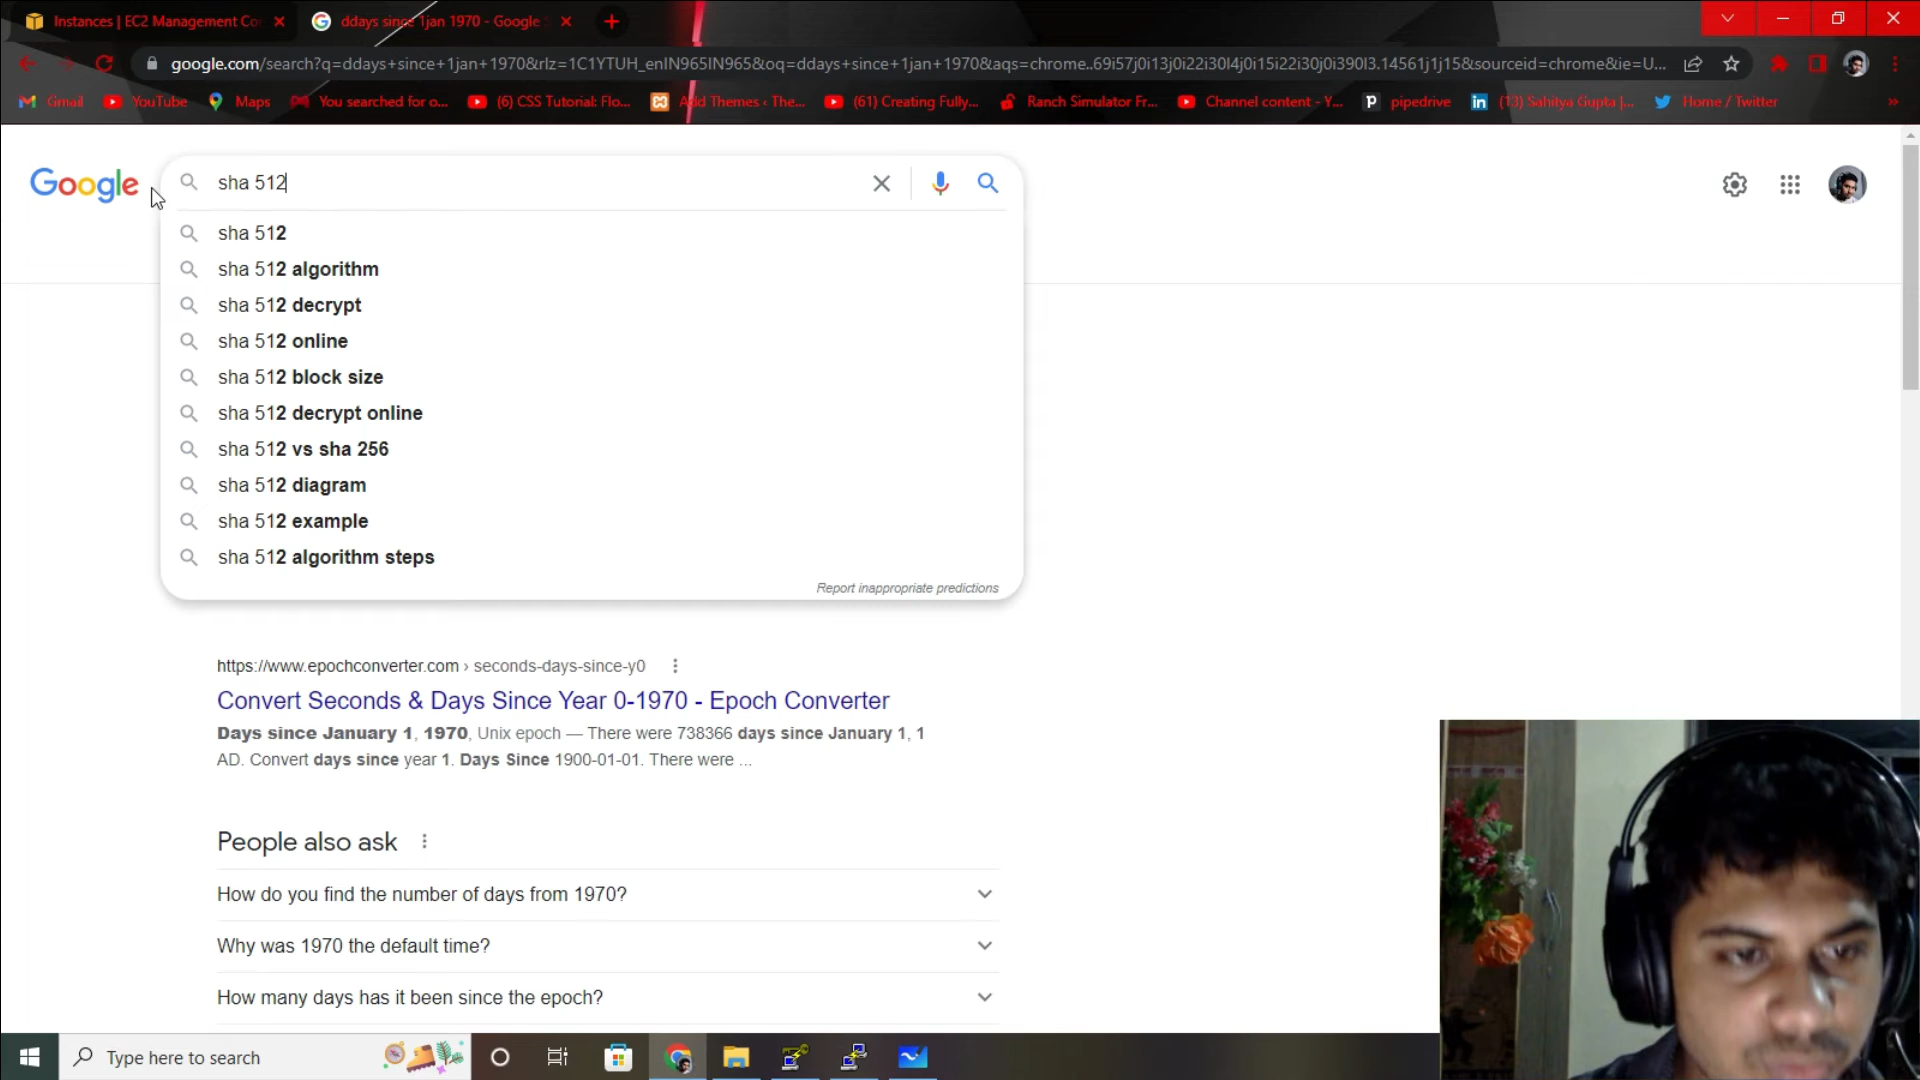 Instances | EC2 Management Co
ddays since 1jan 1970 - Google S
google.com/search?q=ddays+since+1jan+1970&rlz=1C1YTUH_enIN965IN965&oq=ddays+since+1jan+1970&aqs=chrome..69i57j0i13j0i22i30l4j0i15i22i30j0i390l3.14561j1j15&sourceid=chrome&ie=U...
Gmail
YouTube
Maps
You searched for o...
(6) CSS Tutorial: Flo...
Add Themes ‹ The...
(61) Creating Fully...
Ranch Simulator Fr...
Channel content - Y...
pipedrive
(13) Sahitya Gupta |...
Home / Twitter
Google
sha 512
sha 512
sha 512 algorithm
sha 512 decrypt
sha 512 online
sha 512 block size
sha 512 decrypt online
sha 512 vs sha 256
sha 512 diagram
sha 512 example
sha 512 algorithm steps
Report inappropriate predictions
https://www.epochconverter.com › seconds-days-since-y0
Convert Seconds & Days Since Year 0-1970 - Epoch Converter
Days since January 1, 1970, Unix epoch — There were 738366 days since January 1, 1
AD. Convert days since year 1. Days Since 1900-01-01. There were ...
People also ask
How do you find the number of days from 1970?
Why was 1970 the default time?
How many days has it been since the epoch?
Type here to search